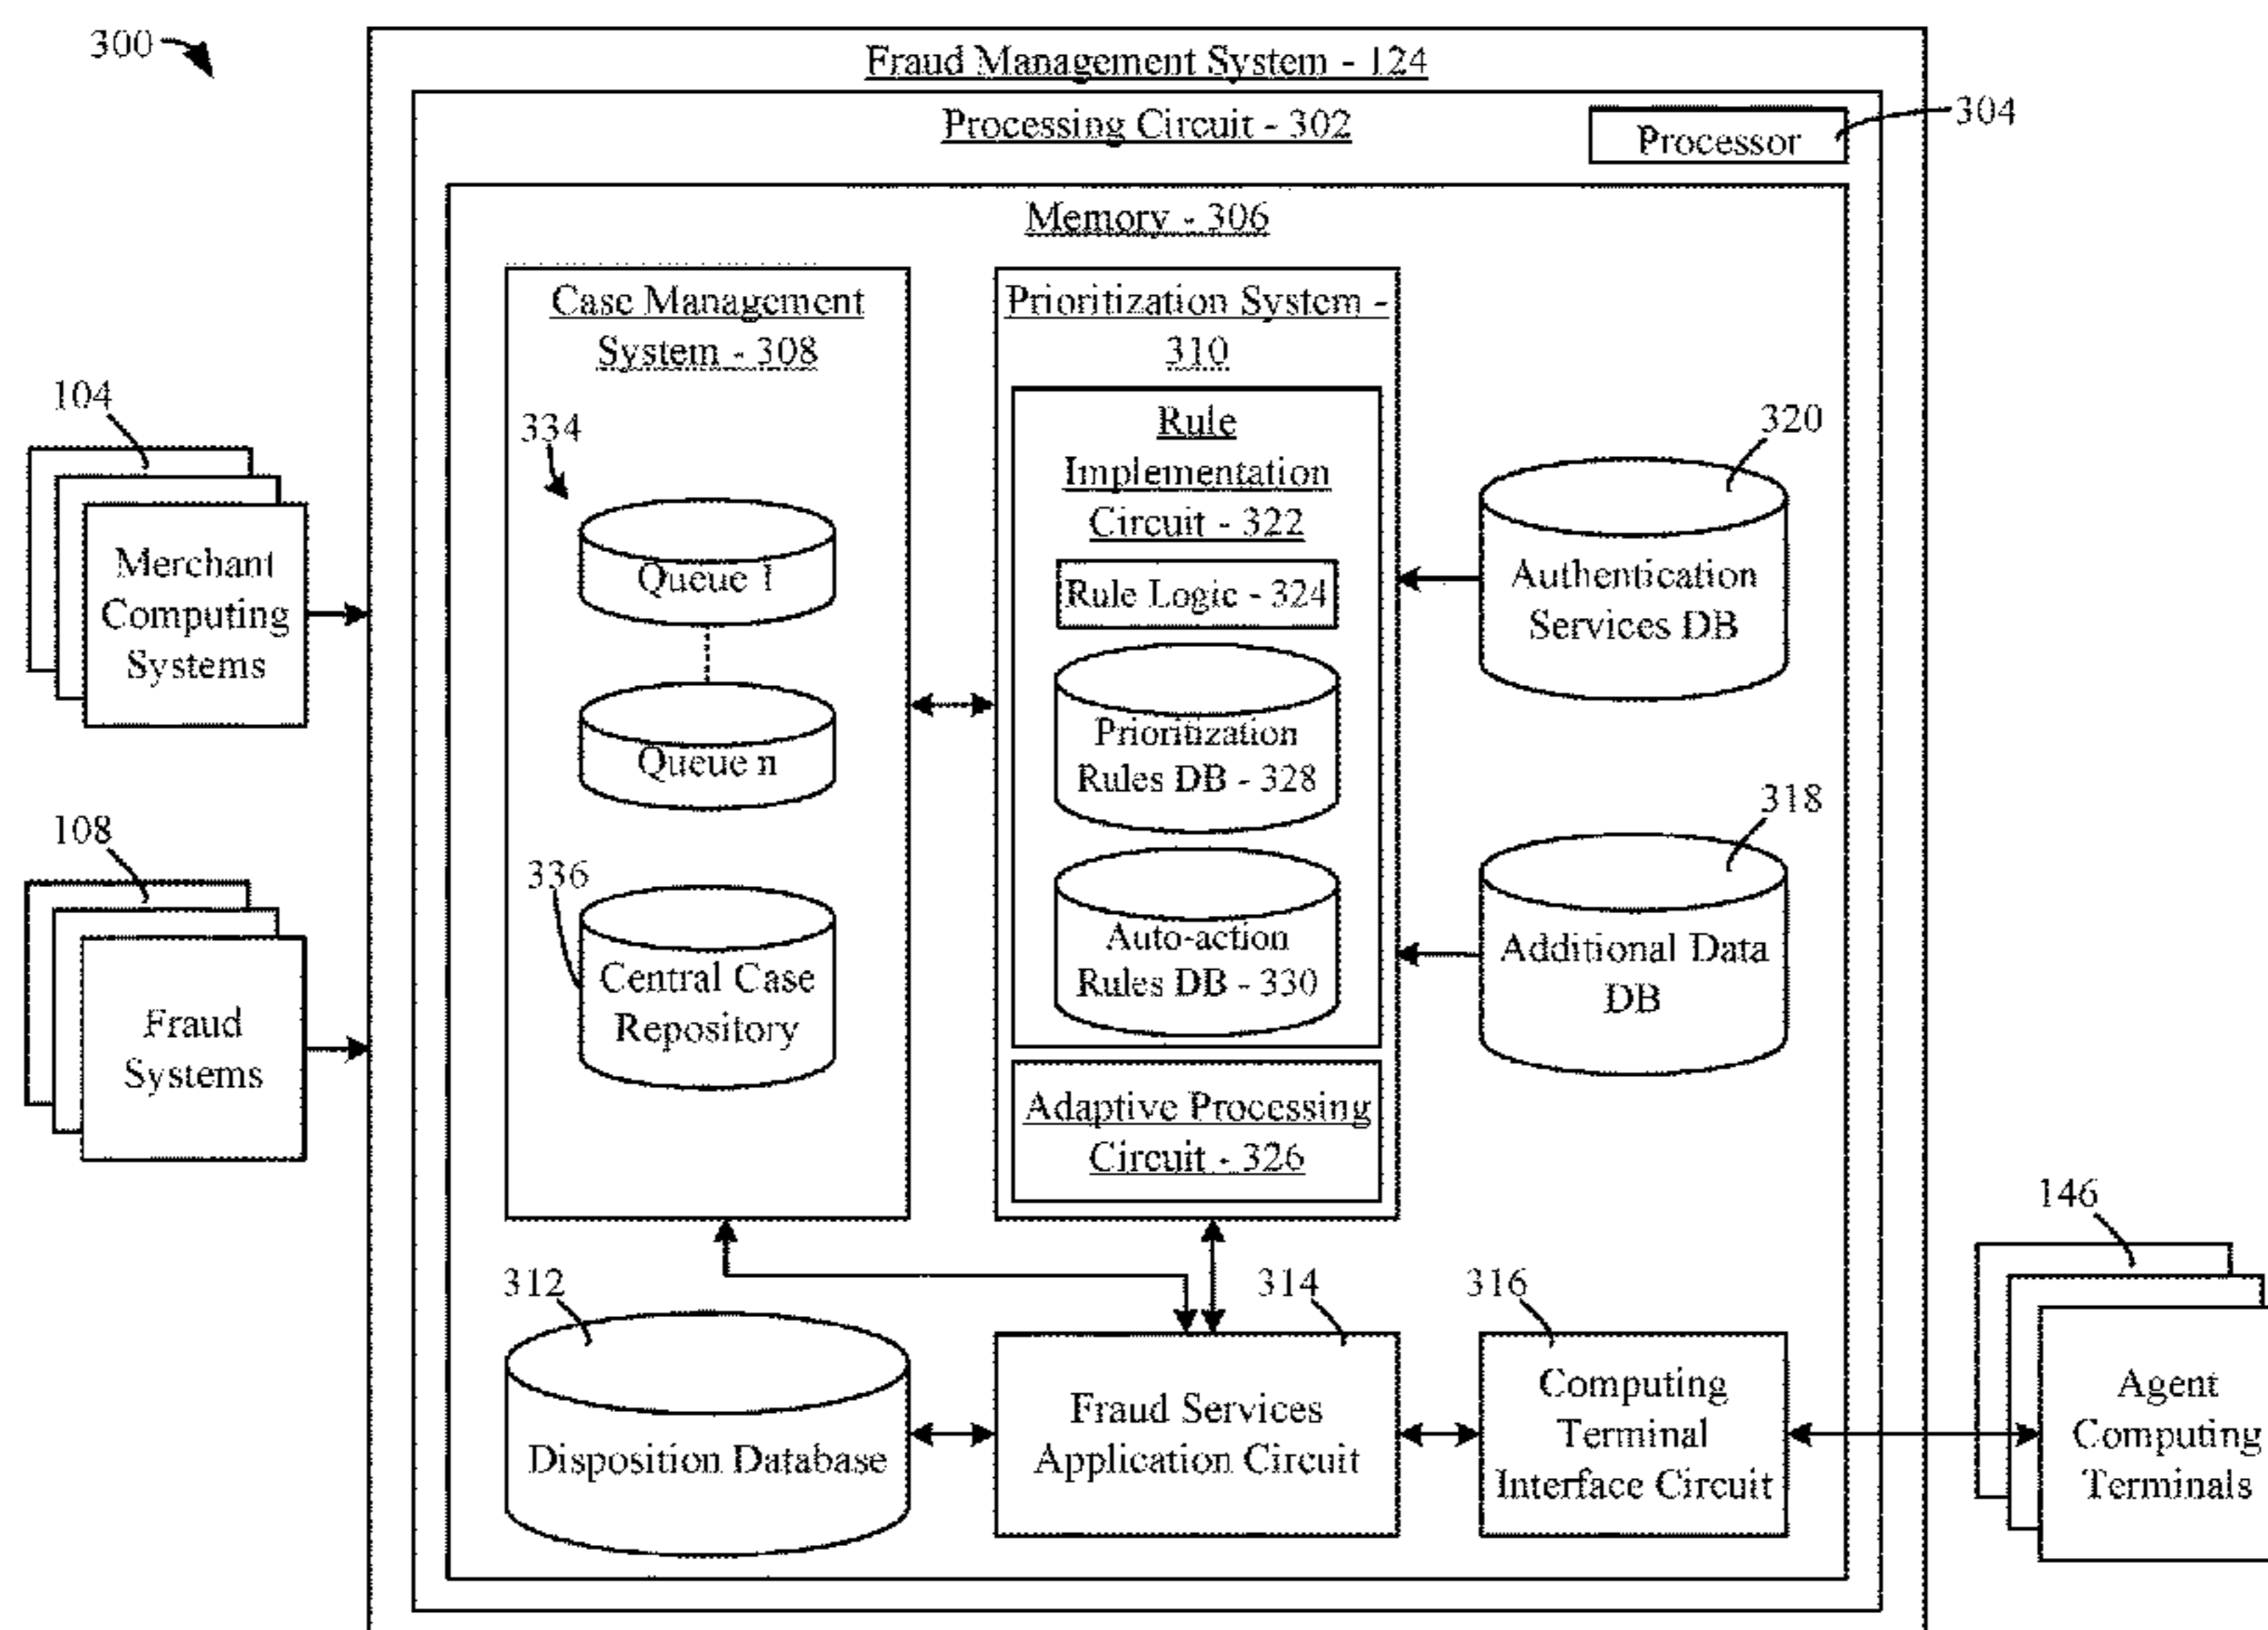 300
Fraud Management System - 124
Processing Circuit - 302
Processor
304
Memory - 306
Case Management
System - 308
334
Queue 1
Queue n
336
Central Case
Repository
Prioritization System -
310
Rule
Implementation
Circuit - 322
Rule Logic - 324
Prioritization
Rules DB - 328
Auto-action
Rules DB - 330
Adaptive Processing
Circuit - 326
320
Authentication
Services DB
318
Additional Data
DB
104
Merchant
Computing
Systems
108
Fraud
Systems
312
Disposition Database
314
Fraud Services
Application Circuit
316
Computing
Terminal
Interface Circuit
146
Agent
Computing
Terminals